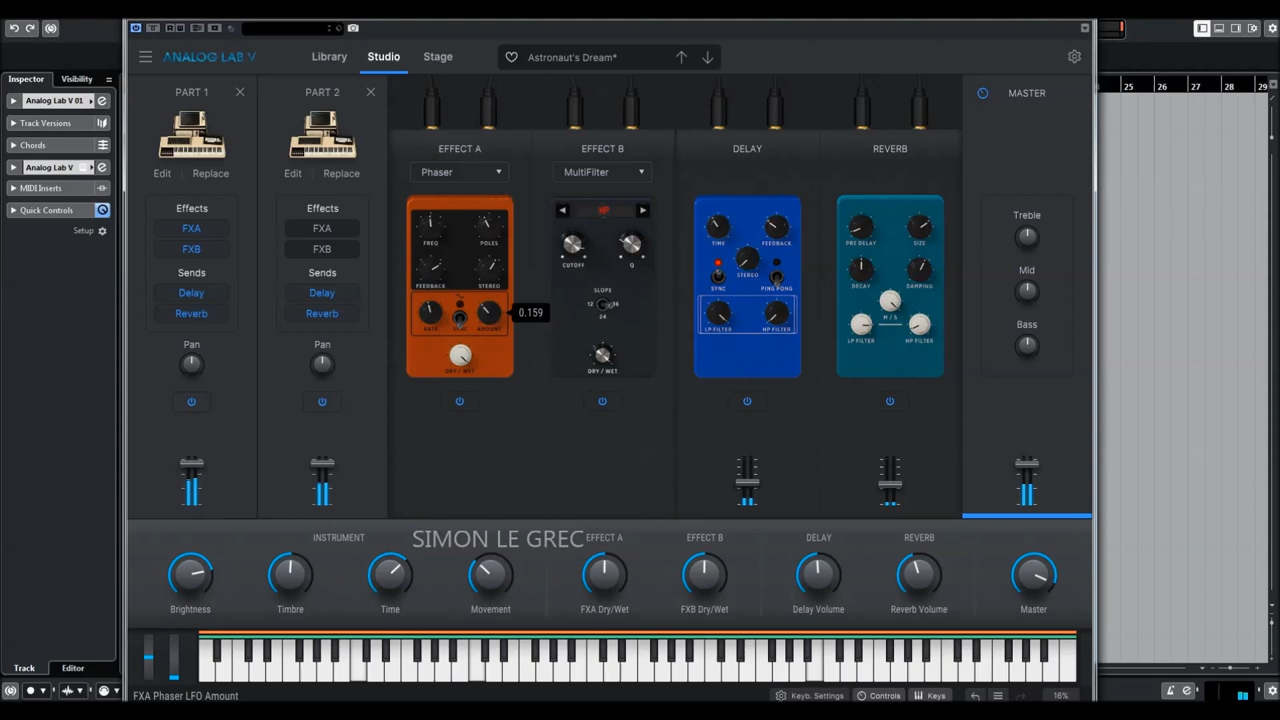 25 26 27 28 29
ANALOG LAB V
Library Studio Stage
Astronaut's Dream*
Inspector Visibility
Analog Lab V 01
Track Versions
Chords
Analog Lab V
MIDI Inserts
Quick Controls
Setup
PART 1
Edit Replace
Effects
FXA
FXB
Sends
Delay
Reverb
Pan
PART 2
Edit Replace
Effects
FXA
FXB
Sends
Delay
Reverb
Pan
EFFECT A
Phaser
FREQ POLES
FEEDBACK STEREO
RATE SYNC AMOUNT
0.159
DRY / WET
EFFECT B
MultiFilter
HP
CUTOFF Q
SLOPE
12 36
24
DRY / WET
DELAY
TIME FEEDBACK
STEREO
SYNC PING PONG
LP FILTER HP FILTER
REVERB
PRE DELAY SIZE
DECAY DAMPING
M / S
LP FILTER HP FILTER
MASTER
Treble
Mid
Bass
INSTRUMENT
SIMON LE GREC
EFFECT A EFFECT B DELAY REVERB
Brightness Timbre Time Movement FXA Dry/Wet FXB Dry/Wet Delay Volume Reverb Volume Master
Track Editor
FXA Phaser LFO Amount
Keyb. Settings Controls Keys 16%